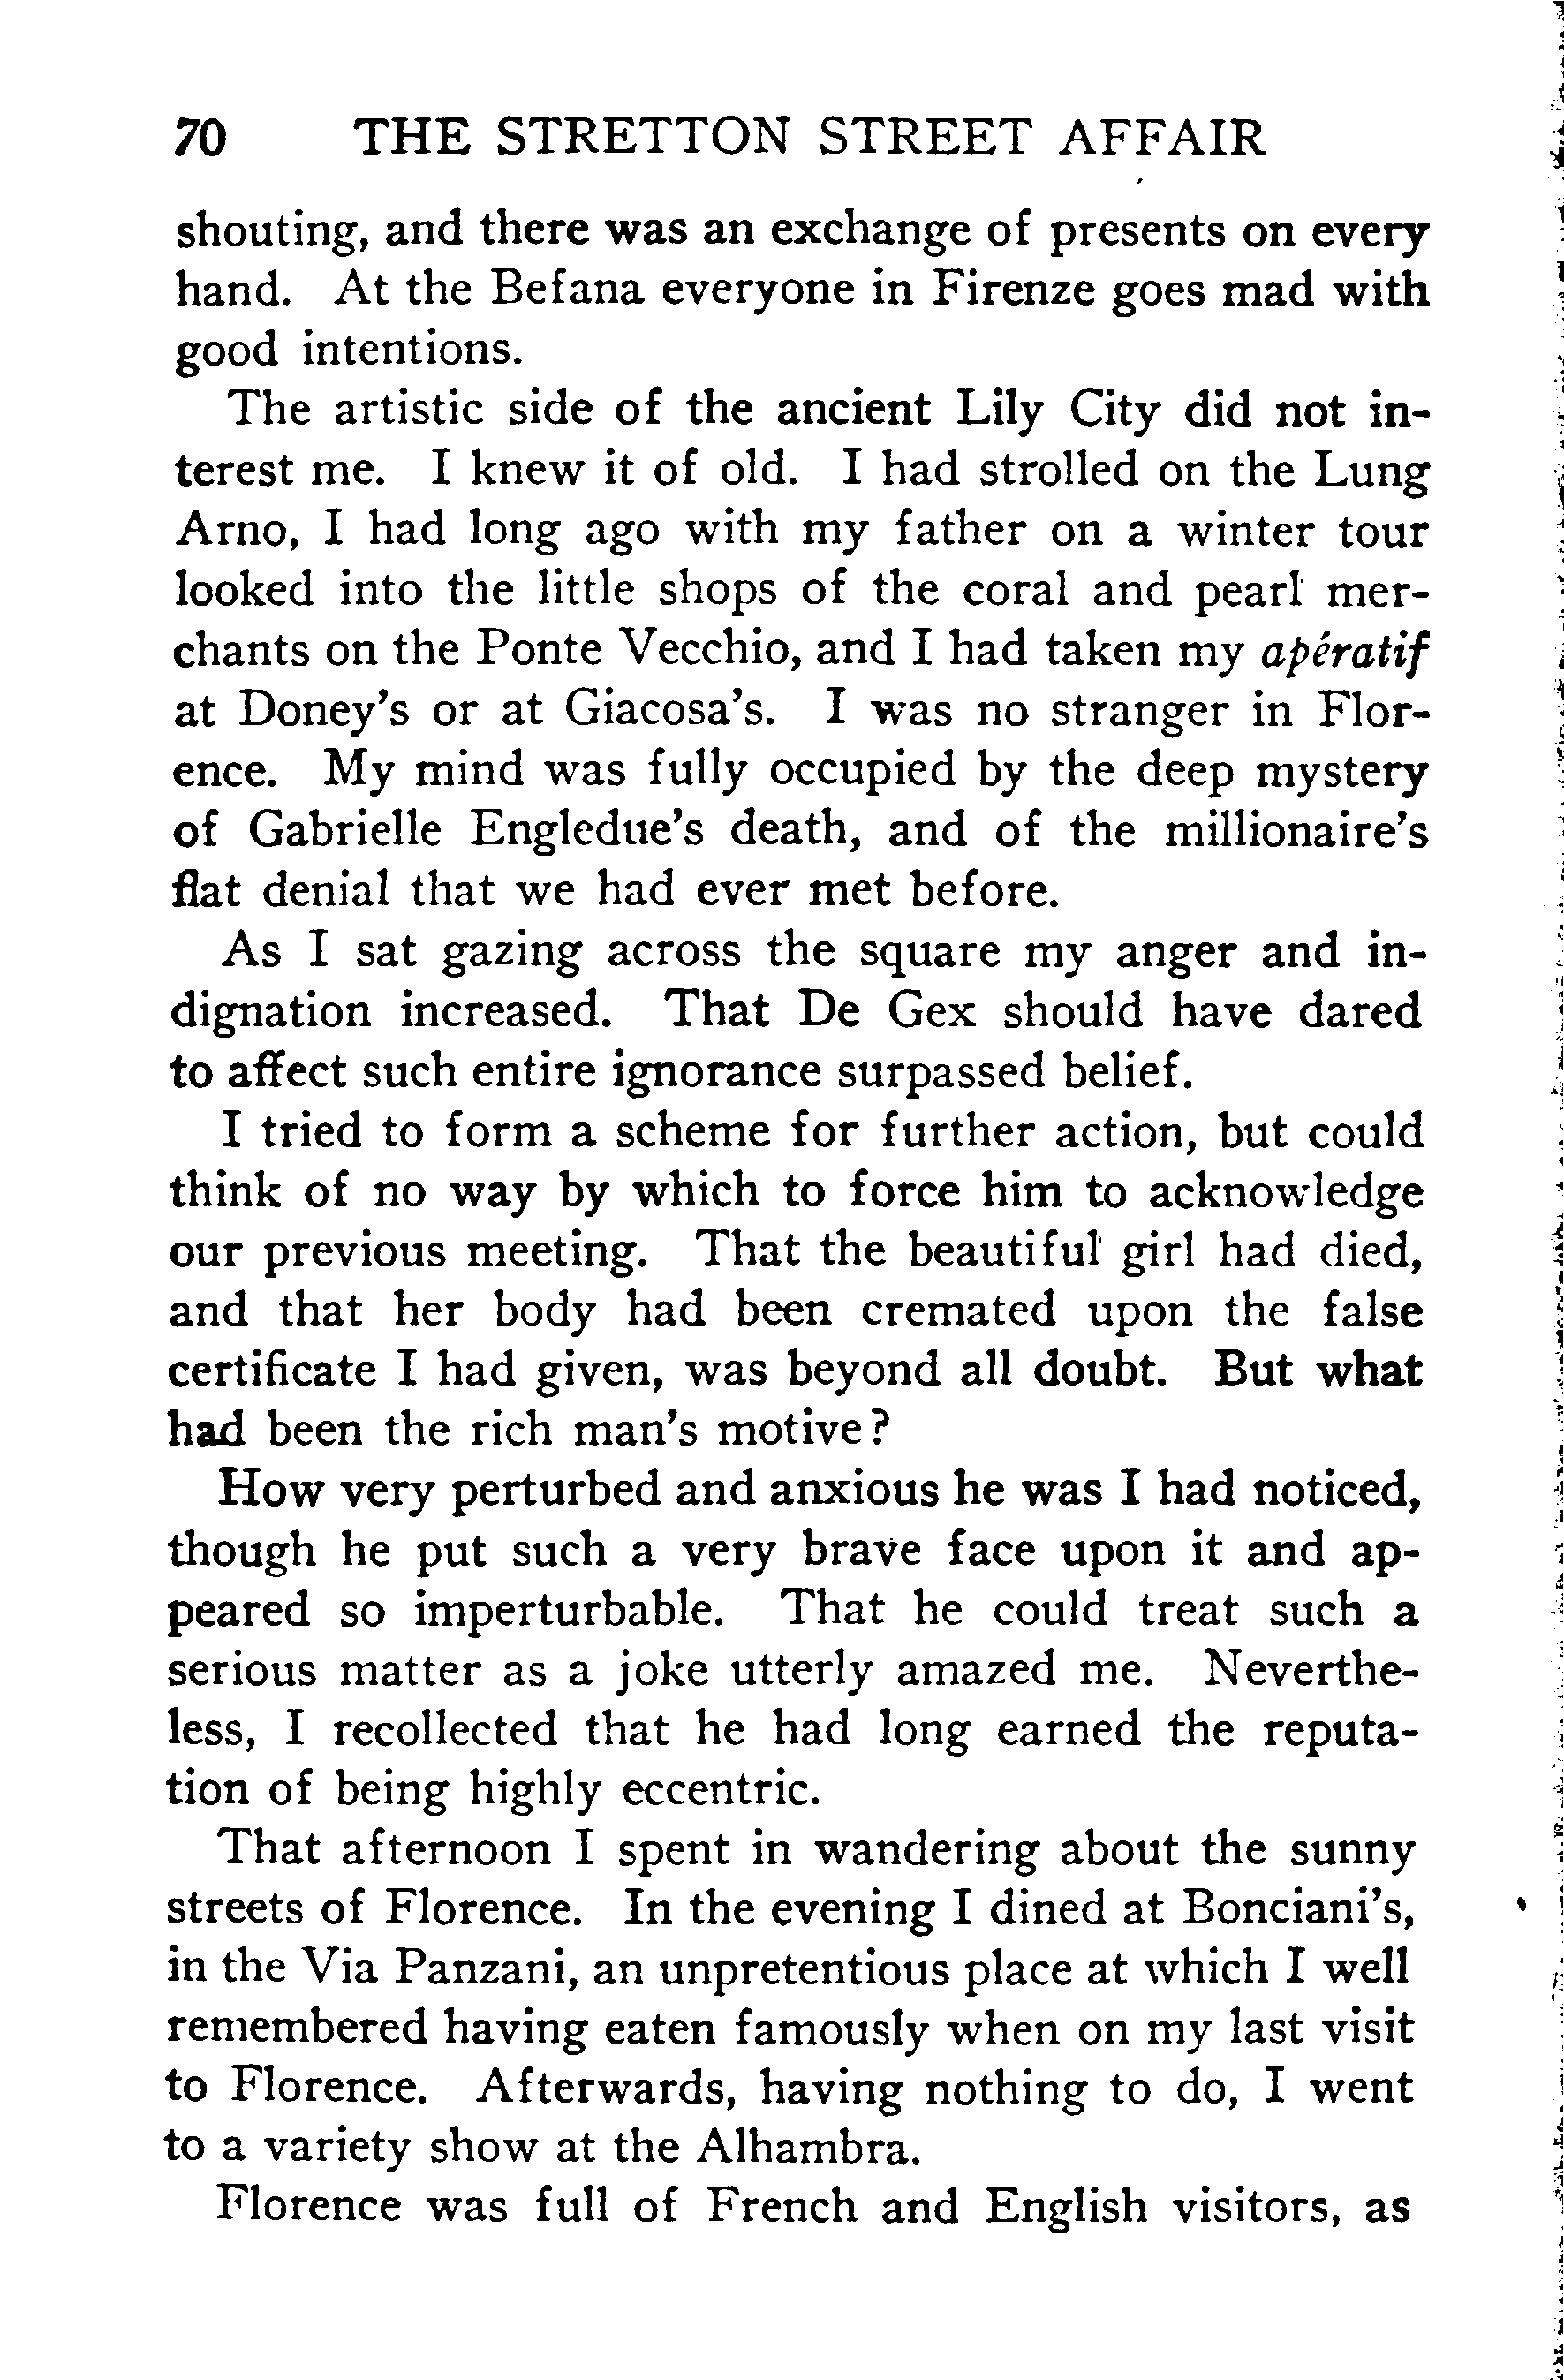 70 THE STRETTON STREET AFFAIR
shouting, and there was an exchange of presents on every
hand. At the Befana everyone in Firenze goes mad with
good intentions.
The artistic side of the ancient Lily City did not in-
terest me. I knew it of old. I had strolled on the Lung
Arno, I had long ago with my father on a winter tour
looked into the little shops of the coral and pearl mer-
chants on the Ponte Vecchio, and I had taken my apératif
at Doney's or at Giacosa's. I was no stranger in Flor-
ence. My mind was fully occupied by the deep mystery
of Gabrielle Engledue's death, and of the millionaire's
flat denial that we had ever met before.
As I sat gazing across the square my anger and in-
dignation increased. That De Gex should have dared
to affect such entire ignorance surpassed belief.
I tried to form a scheme for further action, but could
think of no way by which to force him to acknowledge
our previous meeting. That the beautiful girl had died,
and that her body had been cremated upon the false
certificate I had given, was beyond all doubt. But what
had been the rich man's motive?
How very perturbed and anxious he was I had noticed,
though he put such a very brave face upon it and ap-
peared so imperturbable. That he could treat such a
serious matter as a joke utterly amazed me. Neverthe-
less, I recollected that he had long earned the reputa-
tion of being highly eccentric.
That afternoon I spent in wandering about the sunny
streets of Florence. In the evening I dined at Bonciani's,
in the Via Panzani, an unpretentious place at which I well
remembered having eaten famously when on my last visit
to Florence. Afterwards, having nothing to do, I went
to a variety show at the Alhambra.
Florence was full of French and English visitors, as